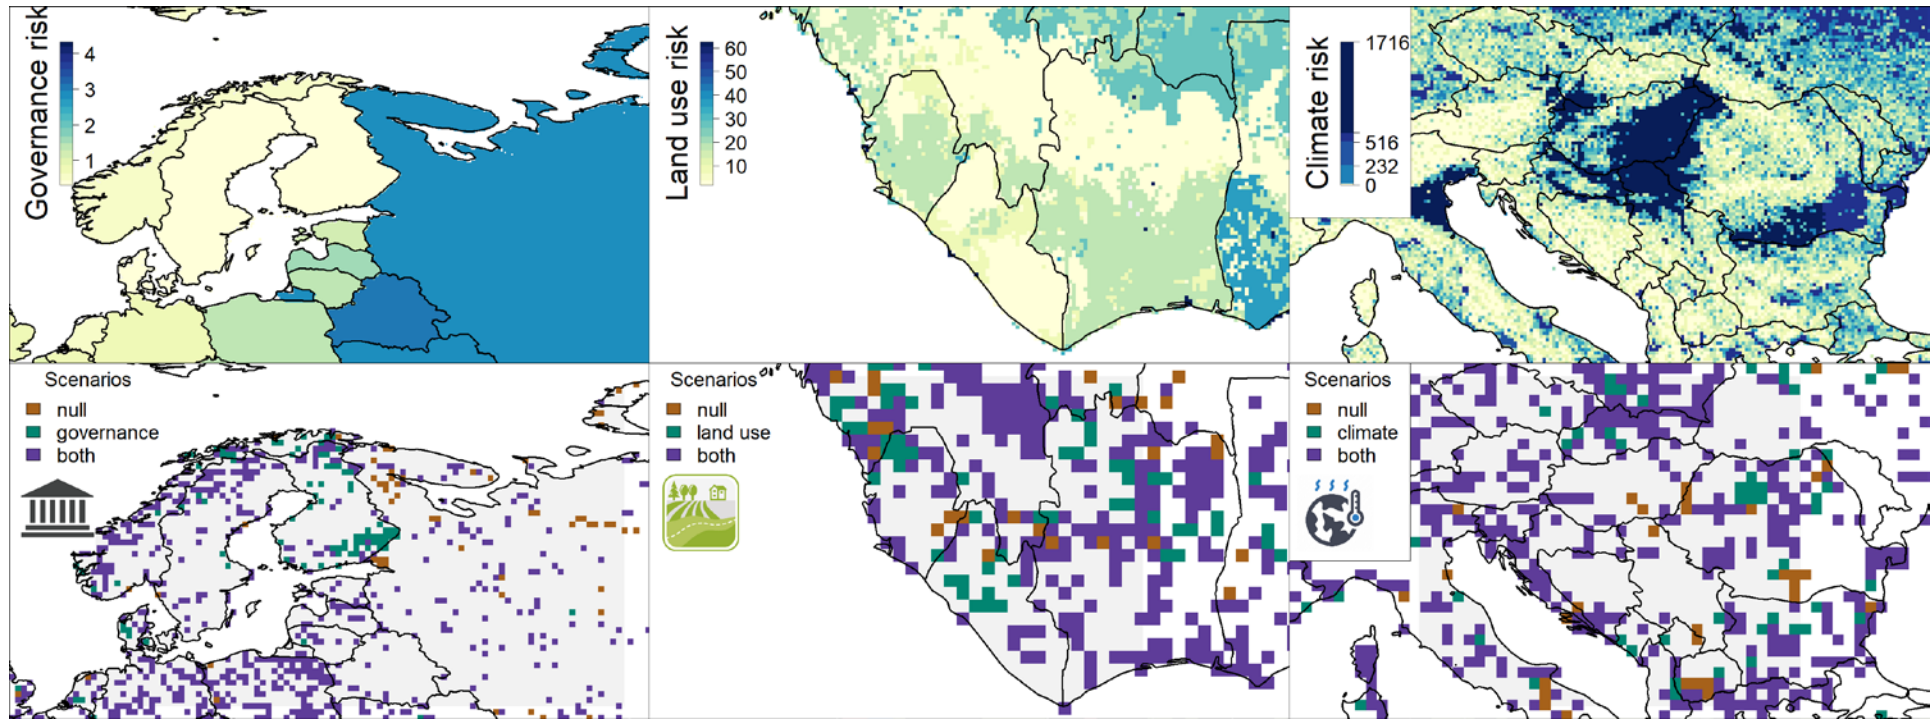 Governance risk
4
3
2
1
Land use risk
60
50
40
30
20
10
Climate risk
1716
516
232
0
Scenarios
null
governance
both
Scenarios
null
land use
both
Scenarios
null
climate
both